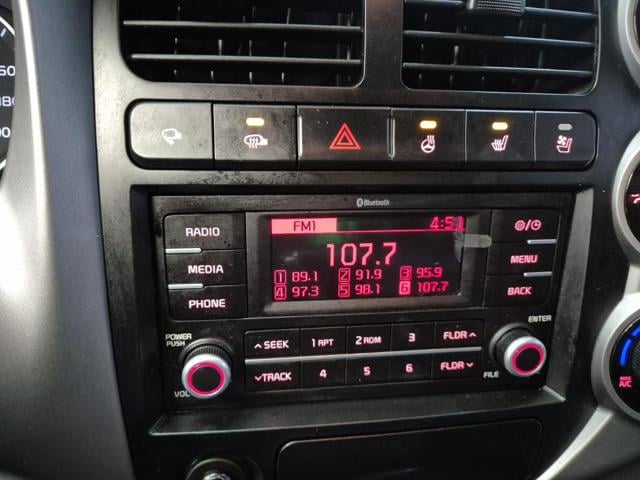 Bluetooth
RADIO
FM1 4:51
MEDIA
107.7
MENU
1 89.1 2 91.9 3 95.9
PHONE
4 97.3 5 98.1 6 107.7
BACK
POWER
PUSH
ENTER
∧ SEEK 1 RPT 2 RDM 3 FLDR ∧
∨ TRACK 4 5 6 FLDR ∨
VOL
FILE
MAX
A/C